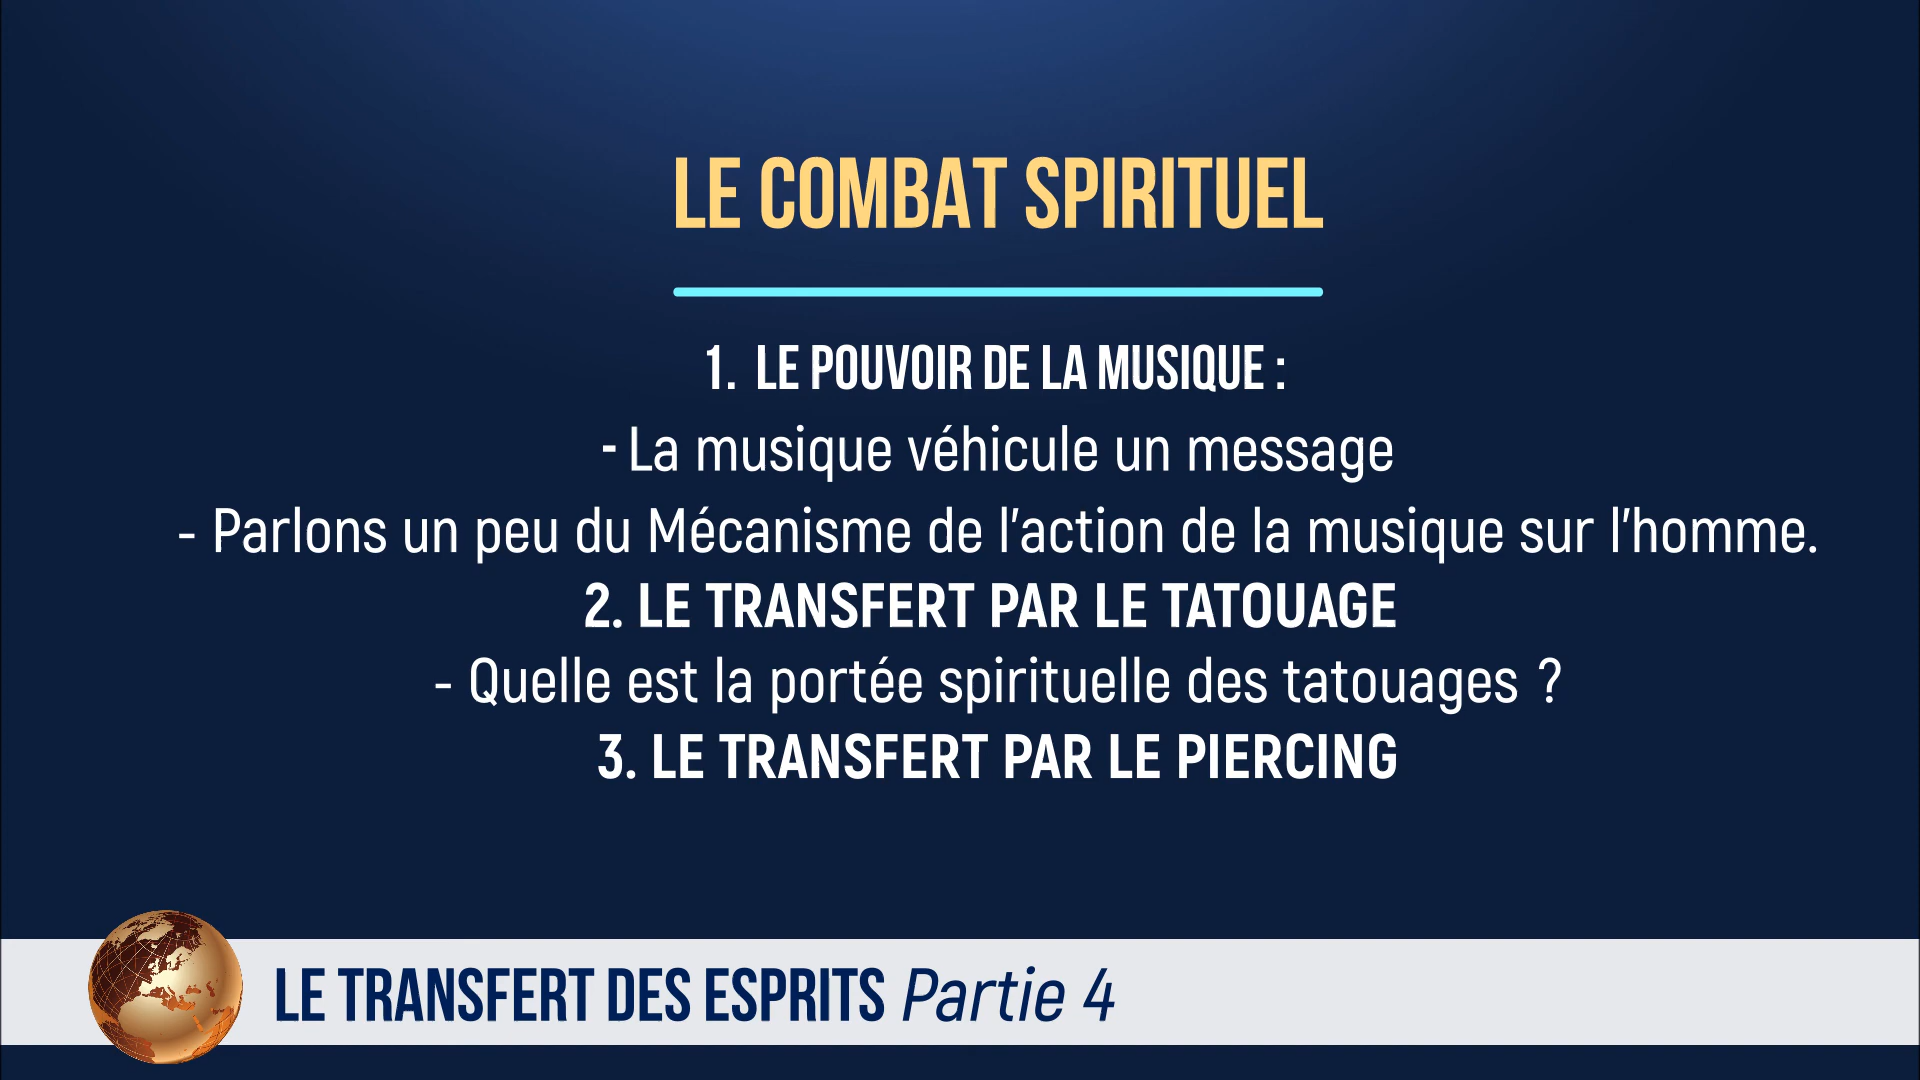 LE COMBAT SPIRITUEL
1. LE POUVOIR DE LA MUSIQUE :
- La musique véhicule un message
- Parlons un peu du Mécanisme de l'action de la musique sur l'homme.
2. LE TRANSFERT PAR LE TATOUAGE
- Quelle est la portée spirituelle des tatouages ?
3. LE TRANSFERT PAR LE PIERCING
LE TRANSFERT DES ESPRITS Partie 4